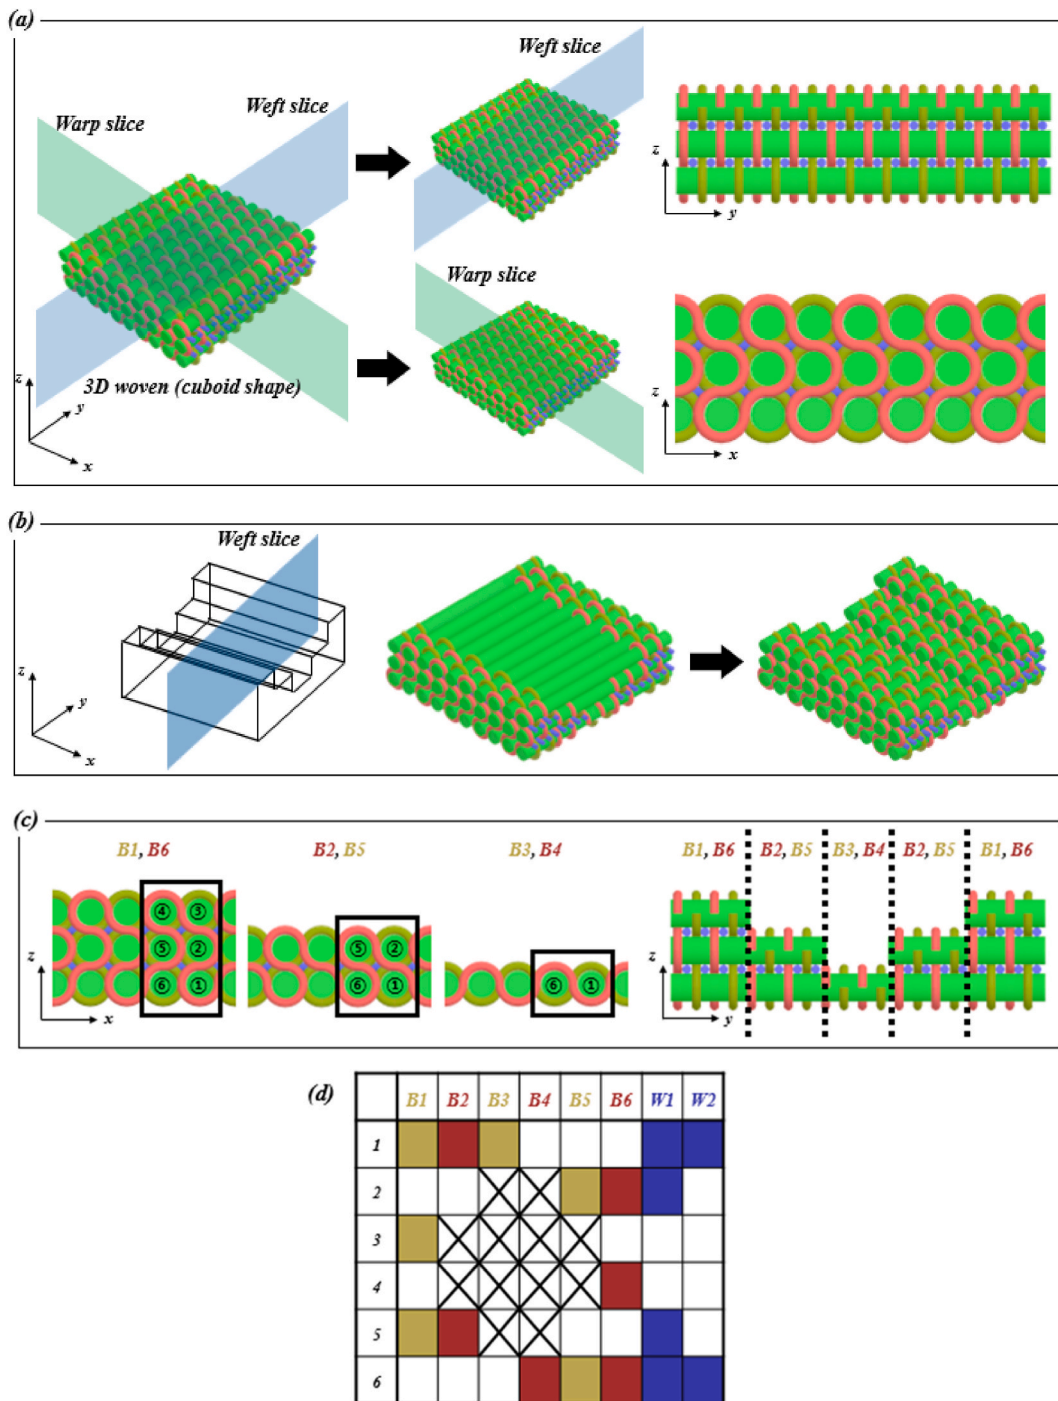 (a)
Weft slice
Warp slice
Weft slice
z
y
Warp slice
3D woven (cuboid shape)
z
y
x
z
x
(b)
Weft slice
z
y
x
(c)
B1, B6
B2, B5
B3, B4
B1, B6 B2, B5 B3, B4 B2, B5 B1, B6
④ ③
⑤ ②
⑥ ①
⑤ ②
⑥ ①
⑥ ①
z
x
z
y
(d)
B1 B2 B3 B4 B5 B6 W1 W2
1
2
3
4
5
6